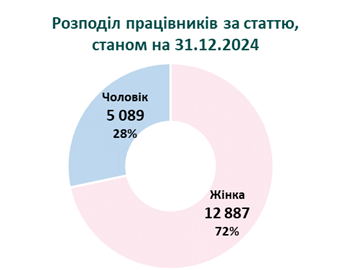 Розподіл працівників за статтю,
станом на 31.12.2024
Чоловік
5 089
28%
Жінка
12 887
72%